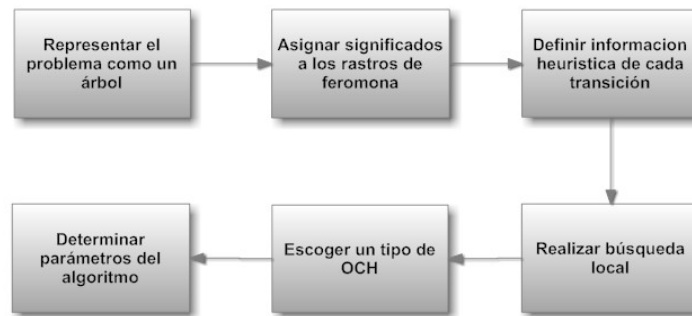 Representar el
problema como un
árbol
Asignar significados
a los rastros de
feromona
Definir informacion
heuristica de cada
transición
Realizar búsqueda
local
Escoger un tipo de
OCH
Determinar
parámetros del
algoritmo